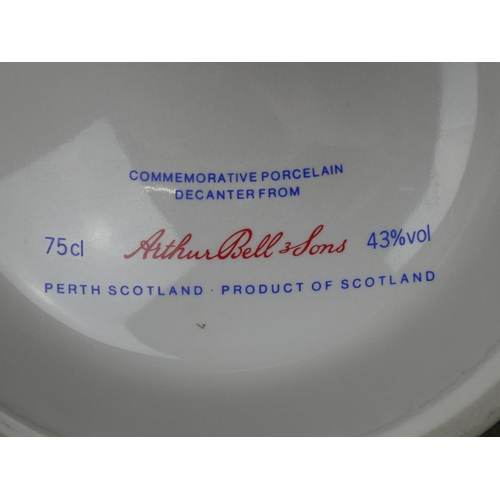 COMMEMORATIVE PORCELAIN
DECANTER FROM
75cl Arthur Bell & Sons 43%vol
PERTH SCOTLAND · PRODUCT OF SCOTLAND